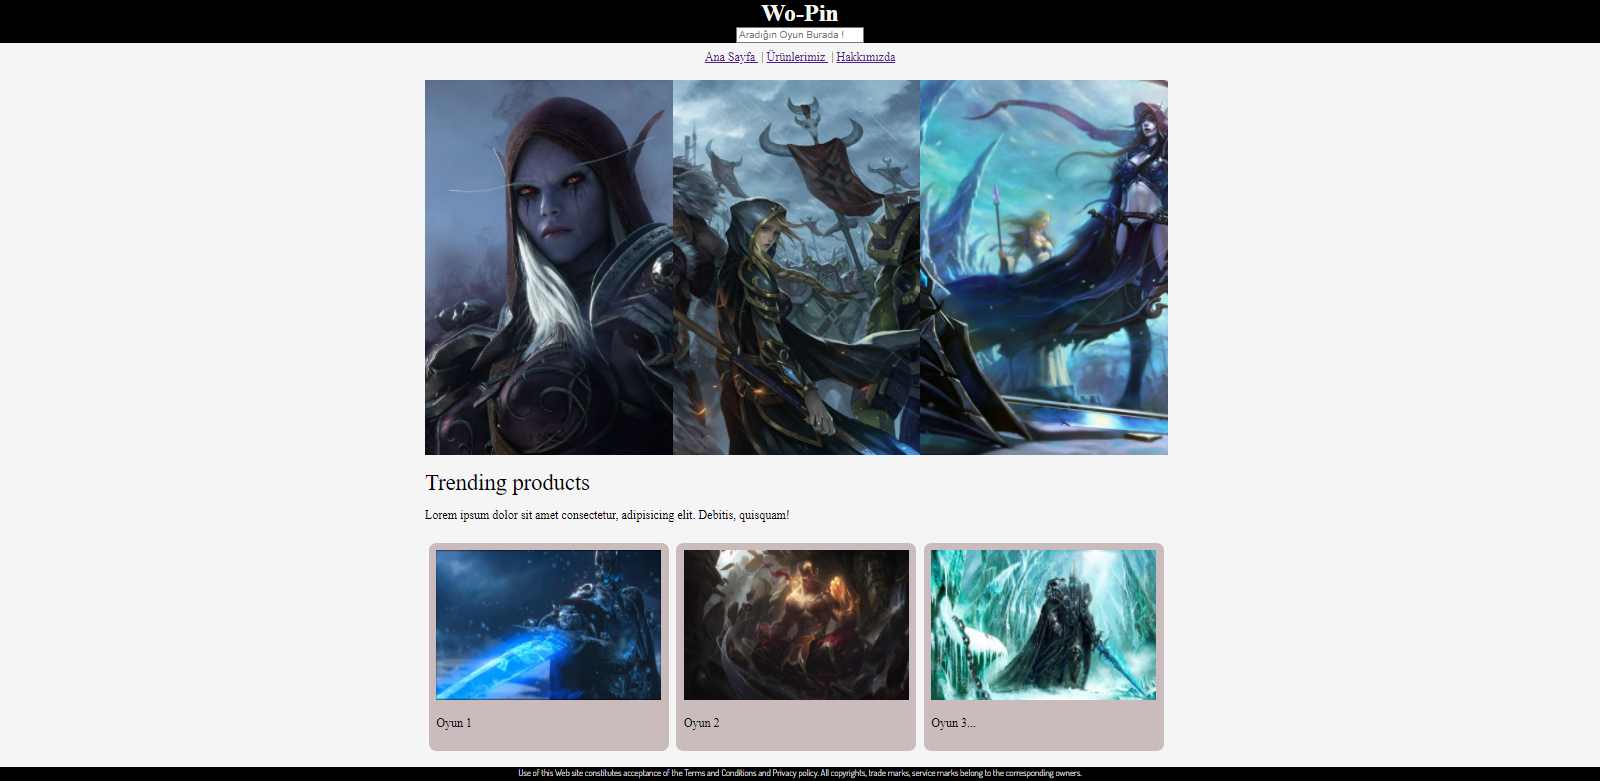 Wo-Pin
Aradığın Oyun Burada !
Ana Sayfa | Ürünlerimiz | Hakkımızda
Trending products
Lorem ipsum dolor sit amet consectetur, adipisicing elit. Debitis, quisquam!
Oyun 1
Oyun 2
Oyun 3...
Use of this Web site constitutes acceptance of the Terms and Conditions and Privacy policy. All copyrights, trade marks, service marks belong to the corresponding owners.